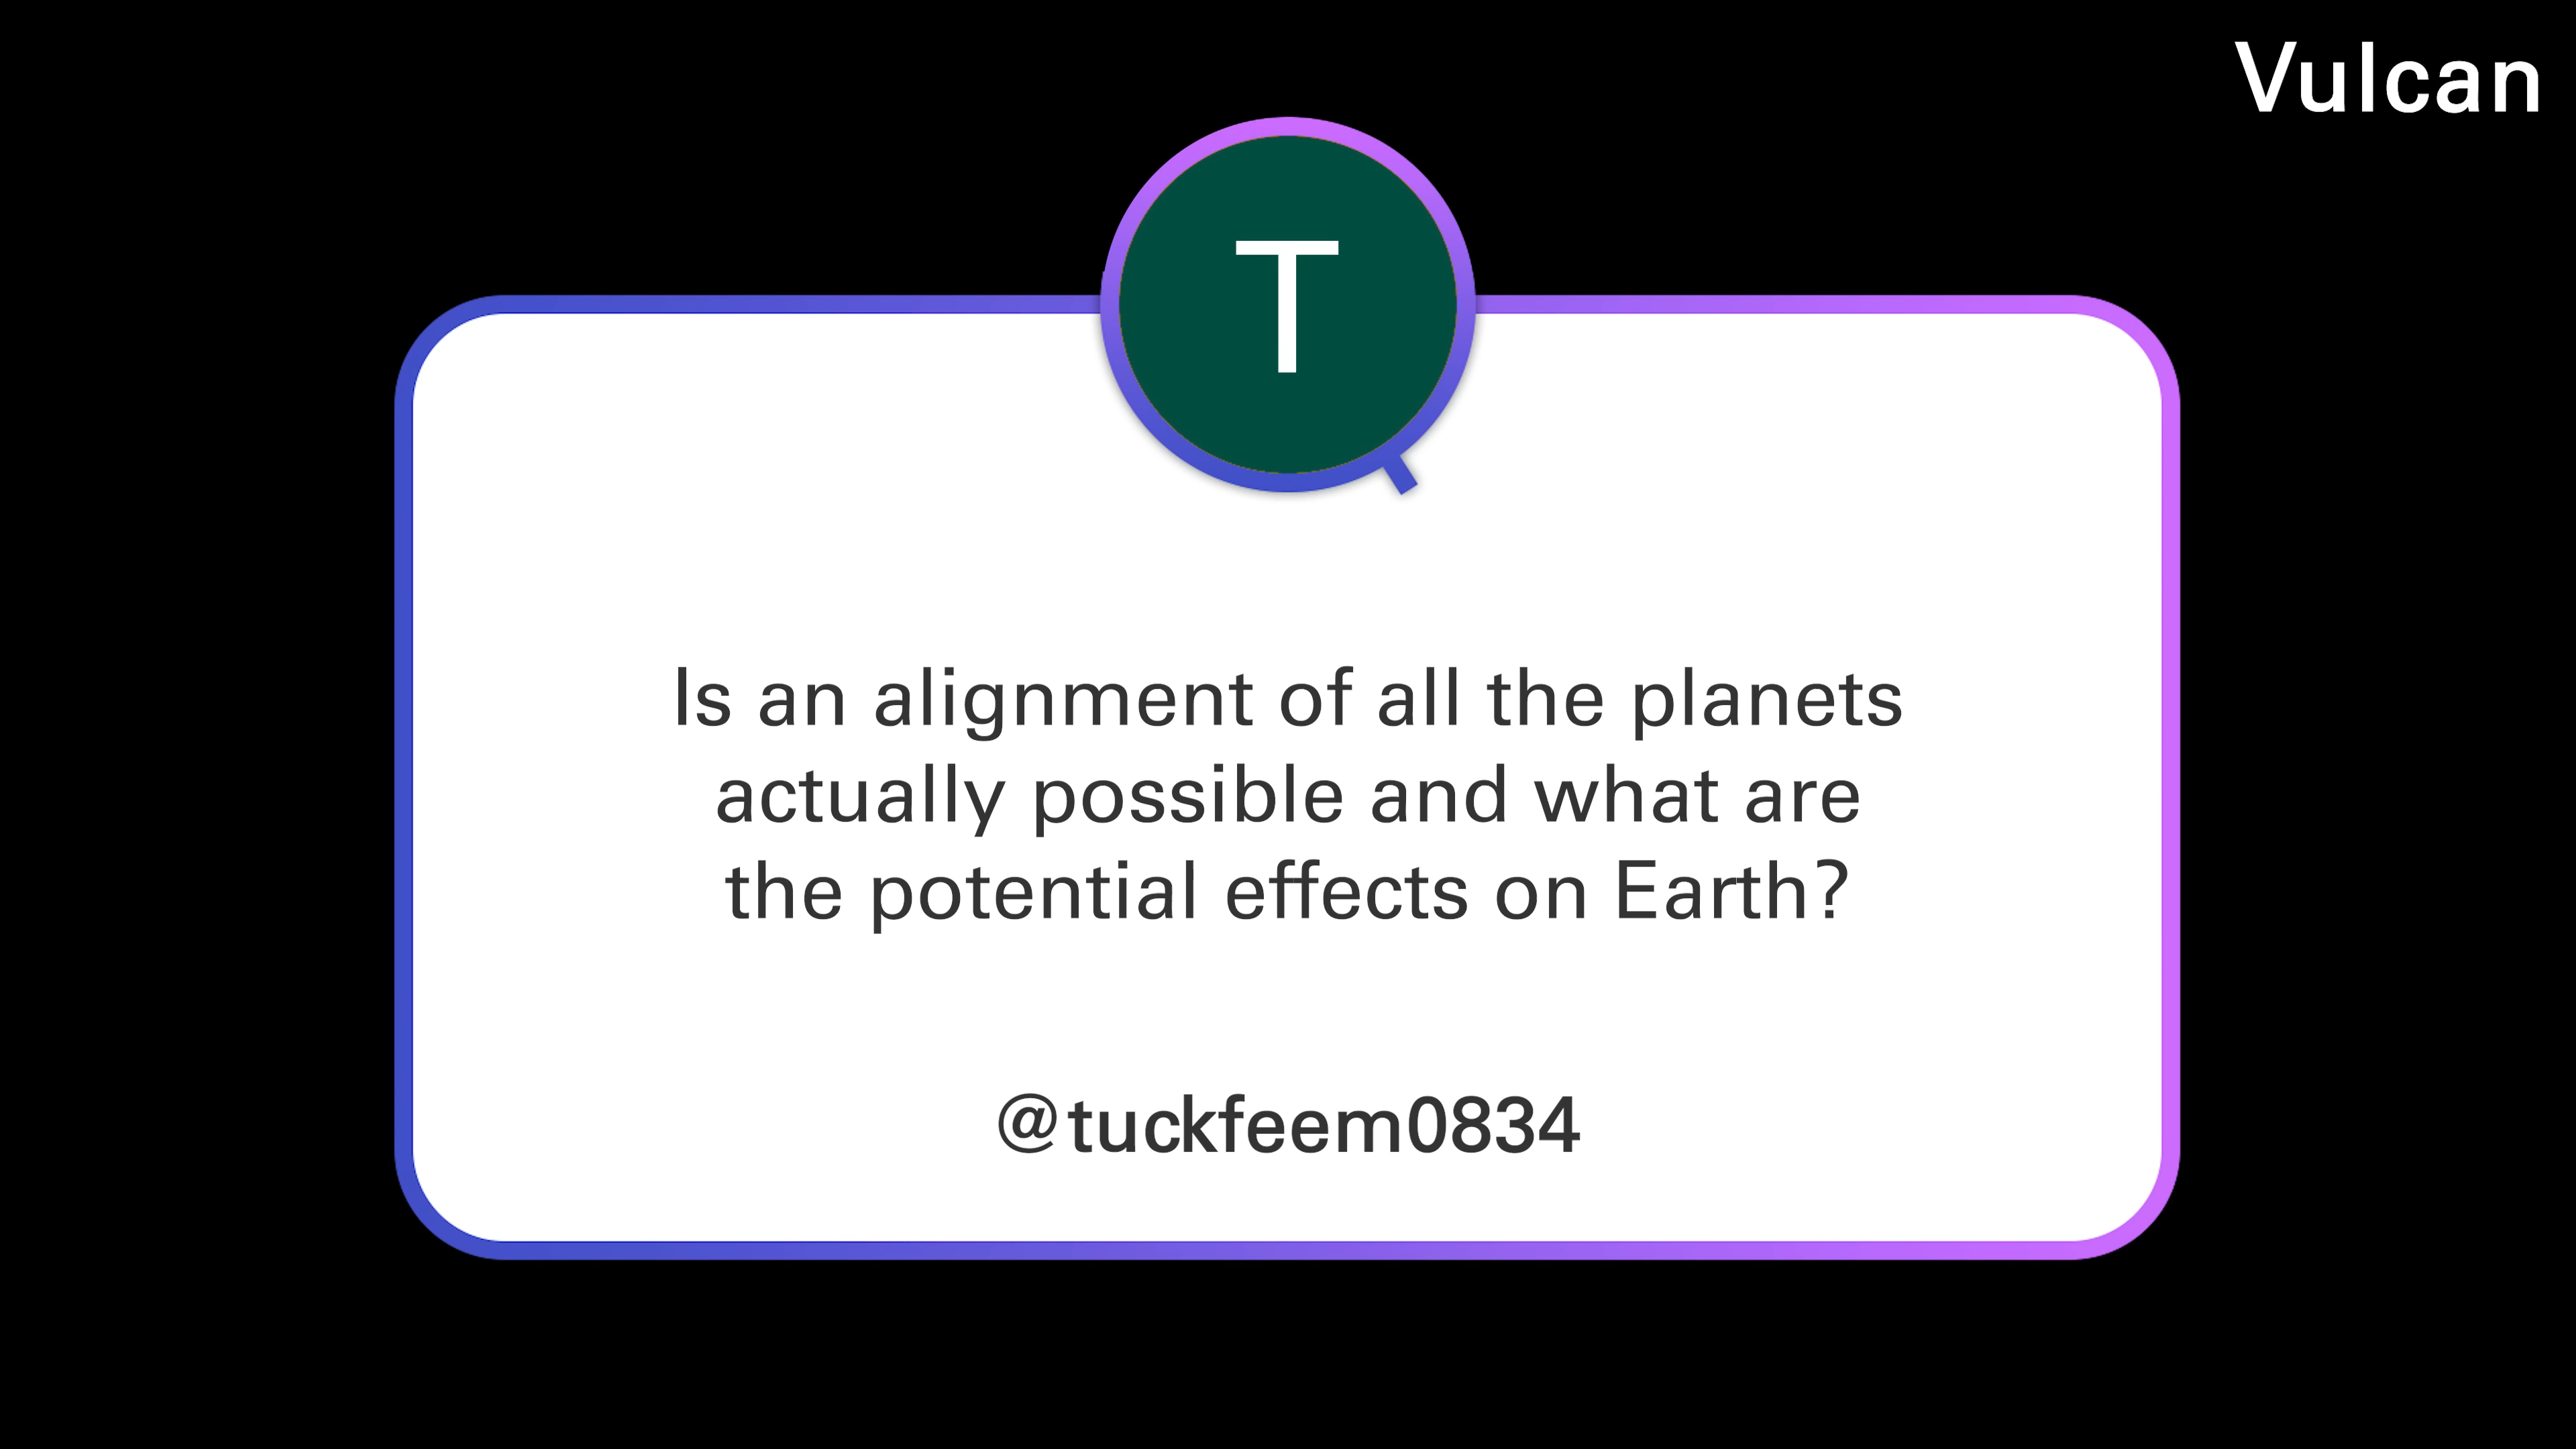 Vulcan
T
Is an alignment of all the planets
actually possible and what are
the potential effects on Earth?
@tuckfeem0834